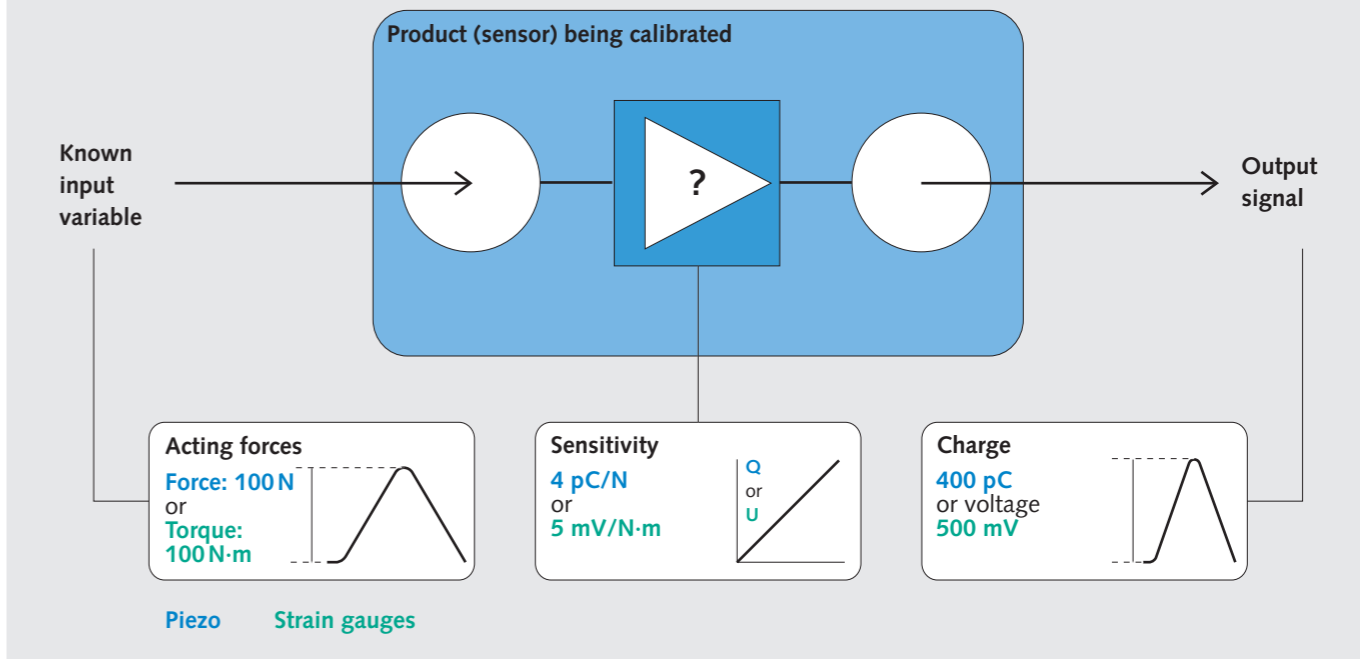 Product (sensor) being calibrated
Known
input
variable
?
Output
signal
Acting forces
Force: 100 N
or
Torque:
100 N·m
Sensitivity
4 pC/N
or
5 mV/N·m
Q
or
U
Charge
400 pC
or voltage
500 mV
Piezo
Strain gauges